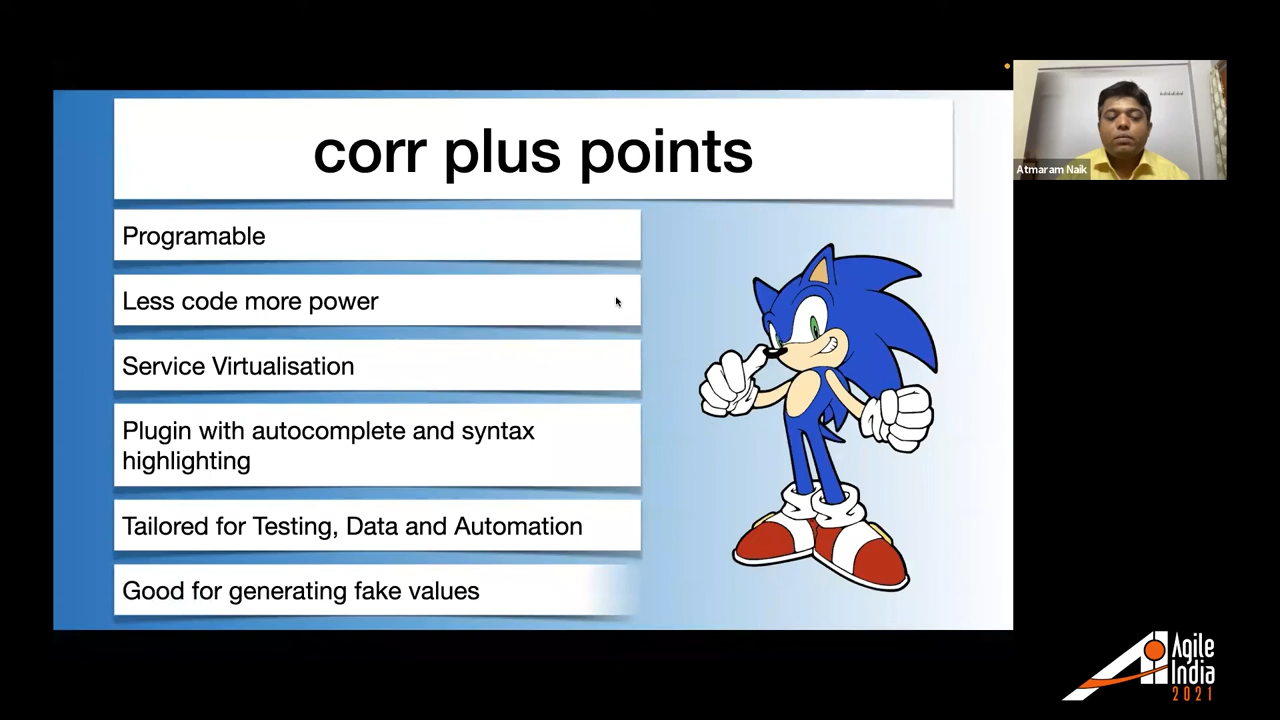 corr plus points
Programable
Less code more power
Service Virtualisation
Plugin with autocomplete and syntax
highlighting
Tailored for Testing, Data and Automation
Good for generating fake values
Atmaram Naik
Agile
India
2021